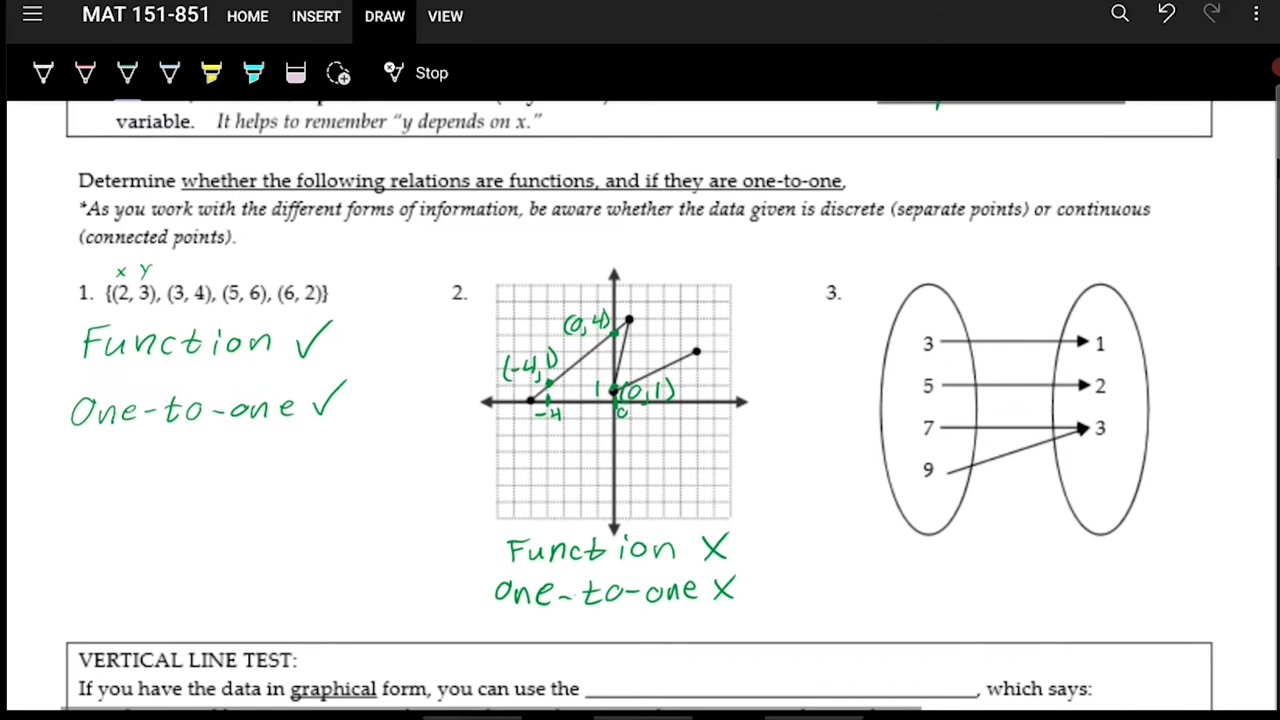 MAT 151-851 HOME INSERT DRAW VIEW
Stop
variable. It helps to remember “y depends on x.”
Determine whether the following relations are functions, and if they are one-to-one.
*As you work with the different forms of information, be aware whether the data given is discrete (separate points) or continuous
(connected points).
x y
1. {(2, 3), (3, 4), (5, 6), (6, 2)}
Function ✓
One-to-one ✓
2.
(0, 4)
(-4, 1)
1 (0, 1)
-4 0
Function X
One-to-one X
3.
3 1
5 2
7 3
9
VERTICAL LINE TEST:
If you have the data in graphical form, you can use the ____________________, which says: